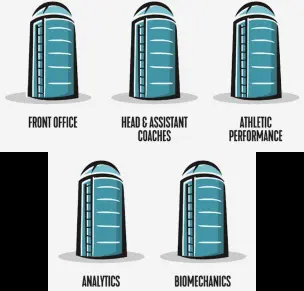 FRONT OFFICE
HEAD & ASSISTANT
COACHES
ATHLETIC
PERFORMANCE
ANALYTICS
BIOMECHANICS